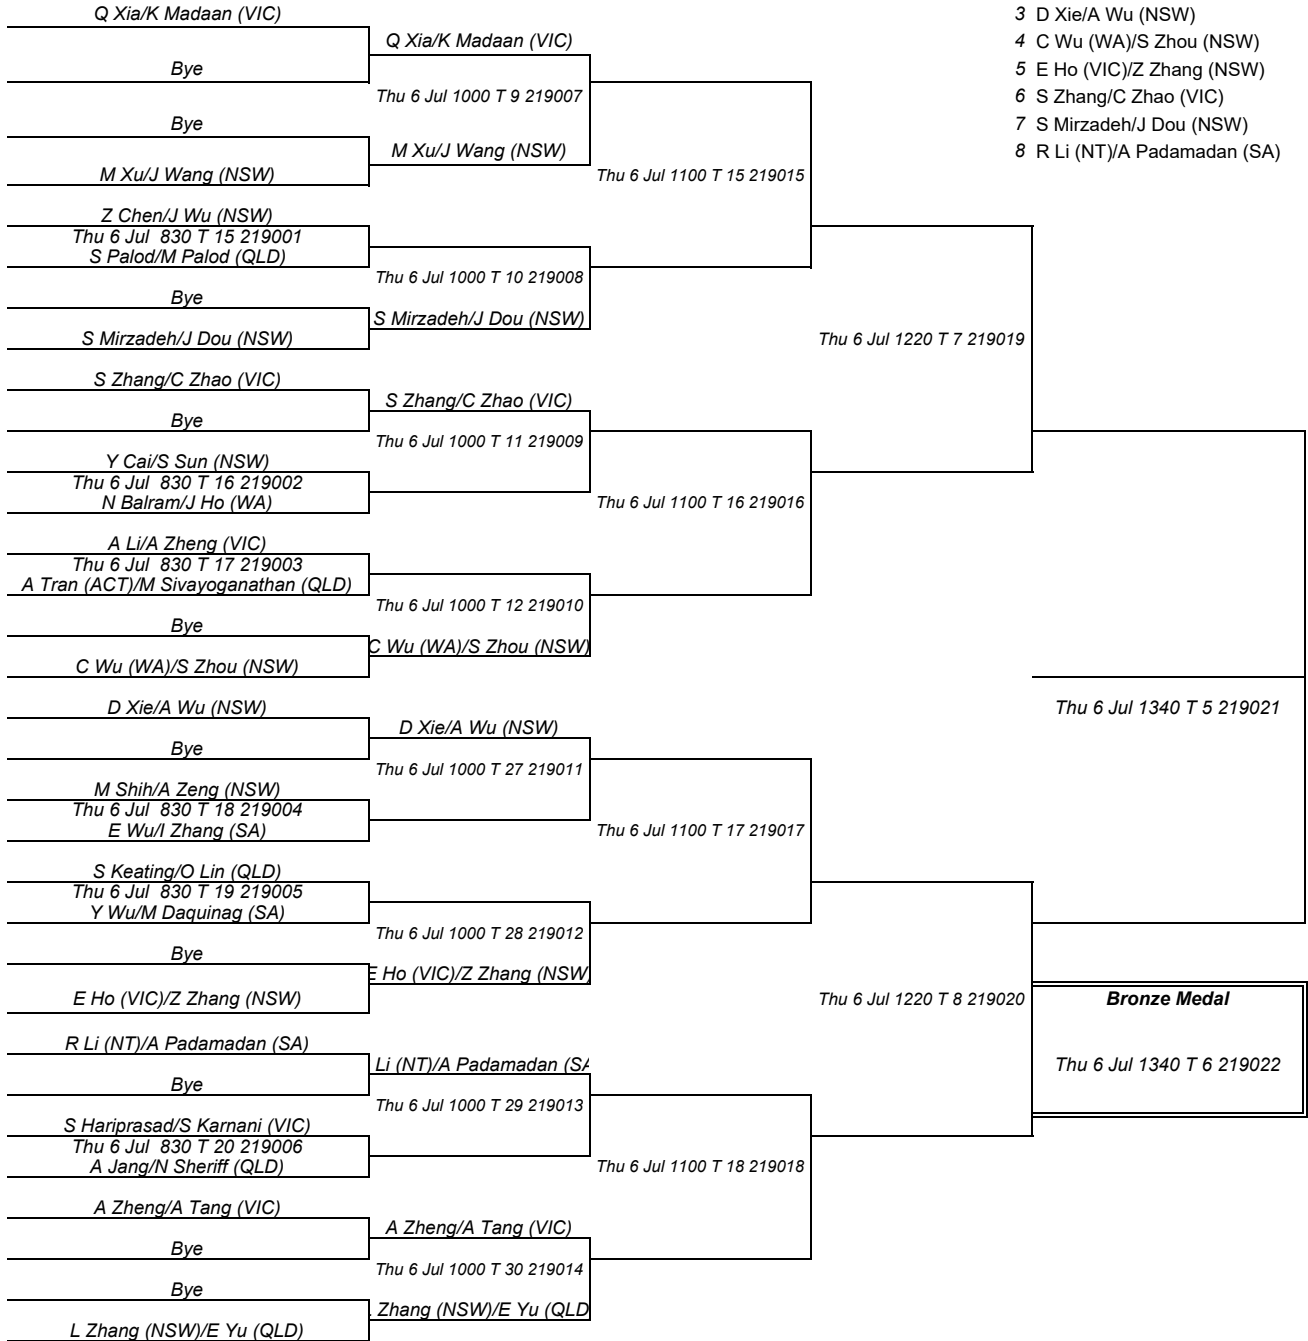 Q Xia/K Madaan (VIC)
Bye
Bye
M Xu/J Wang (NSW)
Z Chen/J Wu (NSW)
Thu 6 Jul 830 T 15 219001
S Palod/M Palod (QLD)
Bye
S Mirzadeh/J Dou (NSW)
S Zhang/C Zhao (VIC)
Bye
Y Cai/S Sun (NSW)
Thu 6 Jul 830 T 16 219002
N Balram/J Ho (WA)
A Li/A Zheng (VIC)
Thu 6 Jul 830 T 17 219003
A Tran (ACT)/M Sivayoganathan (QLD)
Bye
C Wu (WA)/S Zhou (NSW)
D Xie/A Wu (NSW)
Bye
M Shih/A Zeng (NSW)
Thu 6 Jul 830 T 18 219004
E Wu/I Zhang (SA)
S Keating/O Lin (QLD)
Thu 6 Jul 830 T 19 219005
Y Wu/M Daquinag (SA)
Bye
E Ho (VIC)/Z Zhang (NSW)
R Li (NT)/A Padamadan (SA)
Bye
S Hariprasad/S Karnani (VIC)
Thu 6 Jul 830 T 20 219006
A Jang/N Sheriff (QLD)
A Zheng/A Tang (VIC)
Bye
Bye
L Zhang (NSW)/E Yu (QLD)
Q Xia/K Madaan (VIC)
Thu 6 Jul 1000 T 9 219007
M Xu/J Wang (NSW)
Thu 6 Jul 1000 T 10 219008
S Mirzadeh/J Dou (NSW)
S Zhang/C Zhao (VIC)
Thu 6 Jul 1000 T 11 219009
Thu 6 Jul 1000 T 12 219010
C Wu (WA)/S Zhou (NSW)
D Xie/A Wu (NSW)
Thu 6 Jul 1000 T 27 219011
Thu 6 Jul 1000 T 28 219012
E Ho (VIC)/Z Zhang (NSW
Li (NT)/A Padamadan (SA
Thu 6 Jul 1000 T 29 219013
A Zheng/A Tang (VIC)
Thu 6 Jul 1000 T 30 219014
Zhang (NSW)/E Yu (QLD
Thu 6 Jul 1100 T 15 219015
Thu 6 Jul 1100 T 16 219016
Thu 6 Jul 1100 T 17 219017
Thu 6 Jul 1100 T 18 219018
Thu 6 Jul 1220 T 7 219019
Thu 6 Jul 1220 T 8 219020
3 D Xie/A Wu (NSW)
4 C Wu (WA)/S Zhou (NSW)
5 E Ho (VIC)/Z Zhang (NSW)
6 S Zhang/C Zhao (VIC)
7 S Mirzadeh/J Dou (NSW)
8 R Li (NT)/A Padamadan (SA)
Thu 6 Jul 1340 T 5 219021
Bronze Medal
Thu 6 Jul 1340 T 6 219022